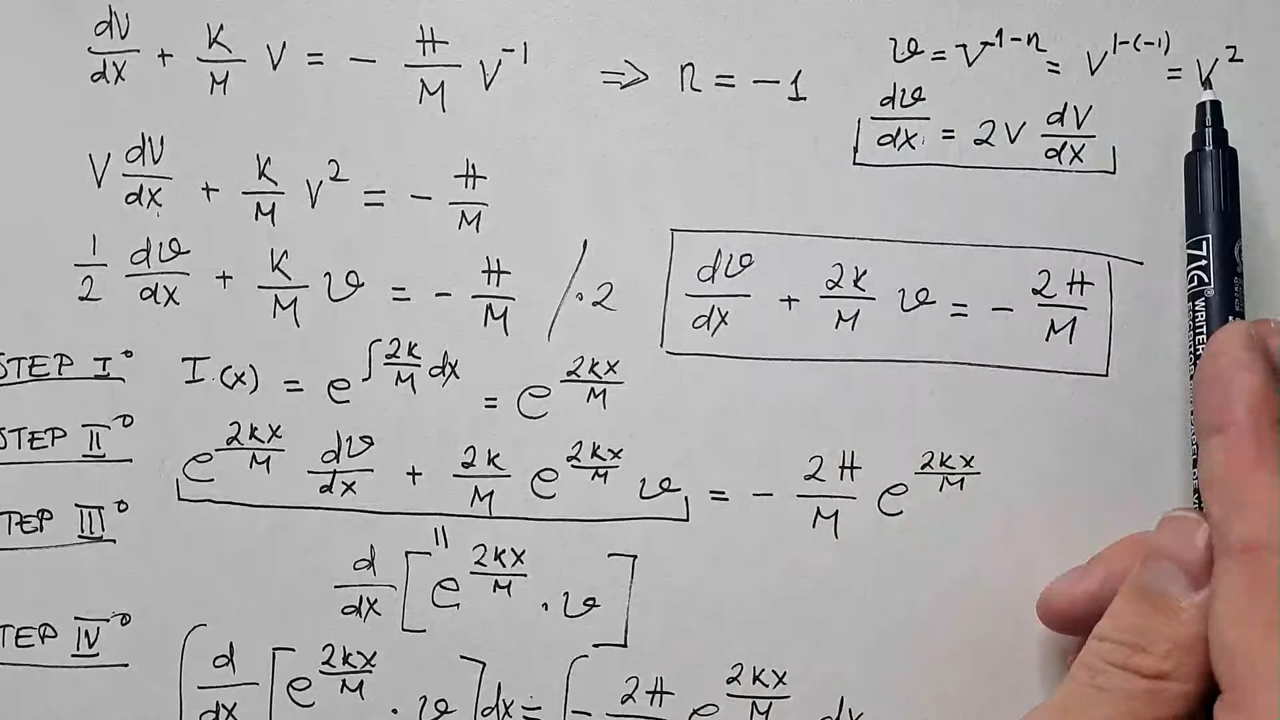 dV/dx + K/M V = - H/M V^-1 => n = -1
ϑ = V^1-n = V^1-(-1) = V^2
dϑ/dx = 2V dV/dx
V dV/dx + K/M V^2 = - H/M
1/2 dϑ/dx + K/M ϑ = - H/M /·2
dϑ/dx + 2K/M ϑ = - 2H/M
STEP I° I(x) = e^∫2K/M dx = e^2Kx/M
STEP II° e^2Kx/M dϑ/dx + 2K/M e^2Kx/M ϑ = - 2H/M e^2Kx/M
TEP III°
d/dx [e^2Kx/M · ϑ]
TEP IV° ∫ d/dx [e^2Kx/M · ϑ] dx = ∫ - 2H e^2Kx/M dx
WRITER